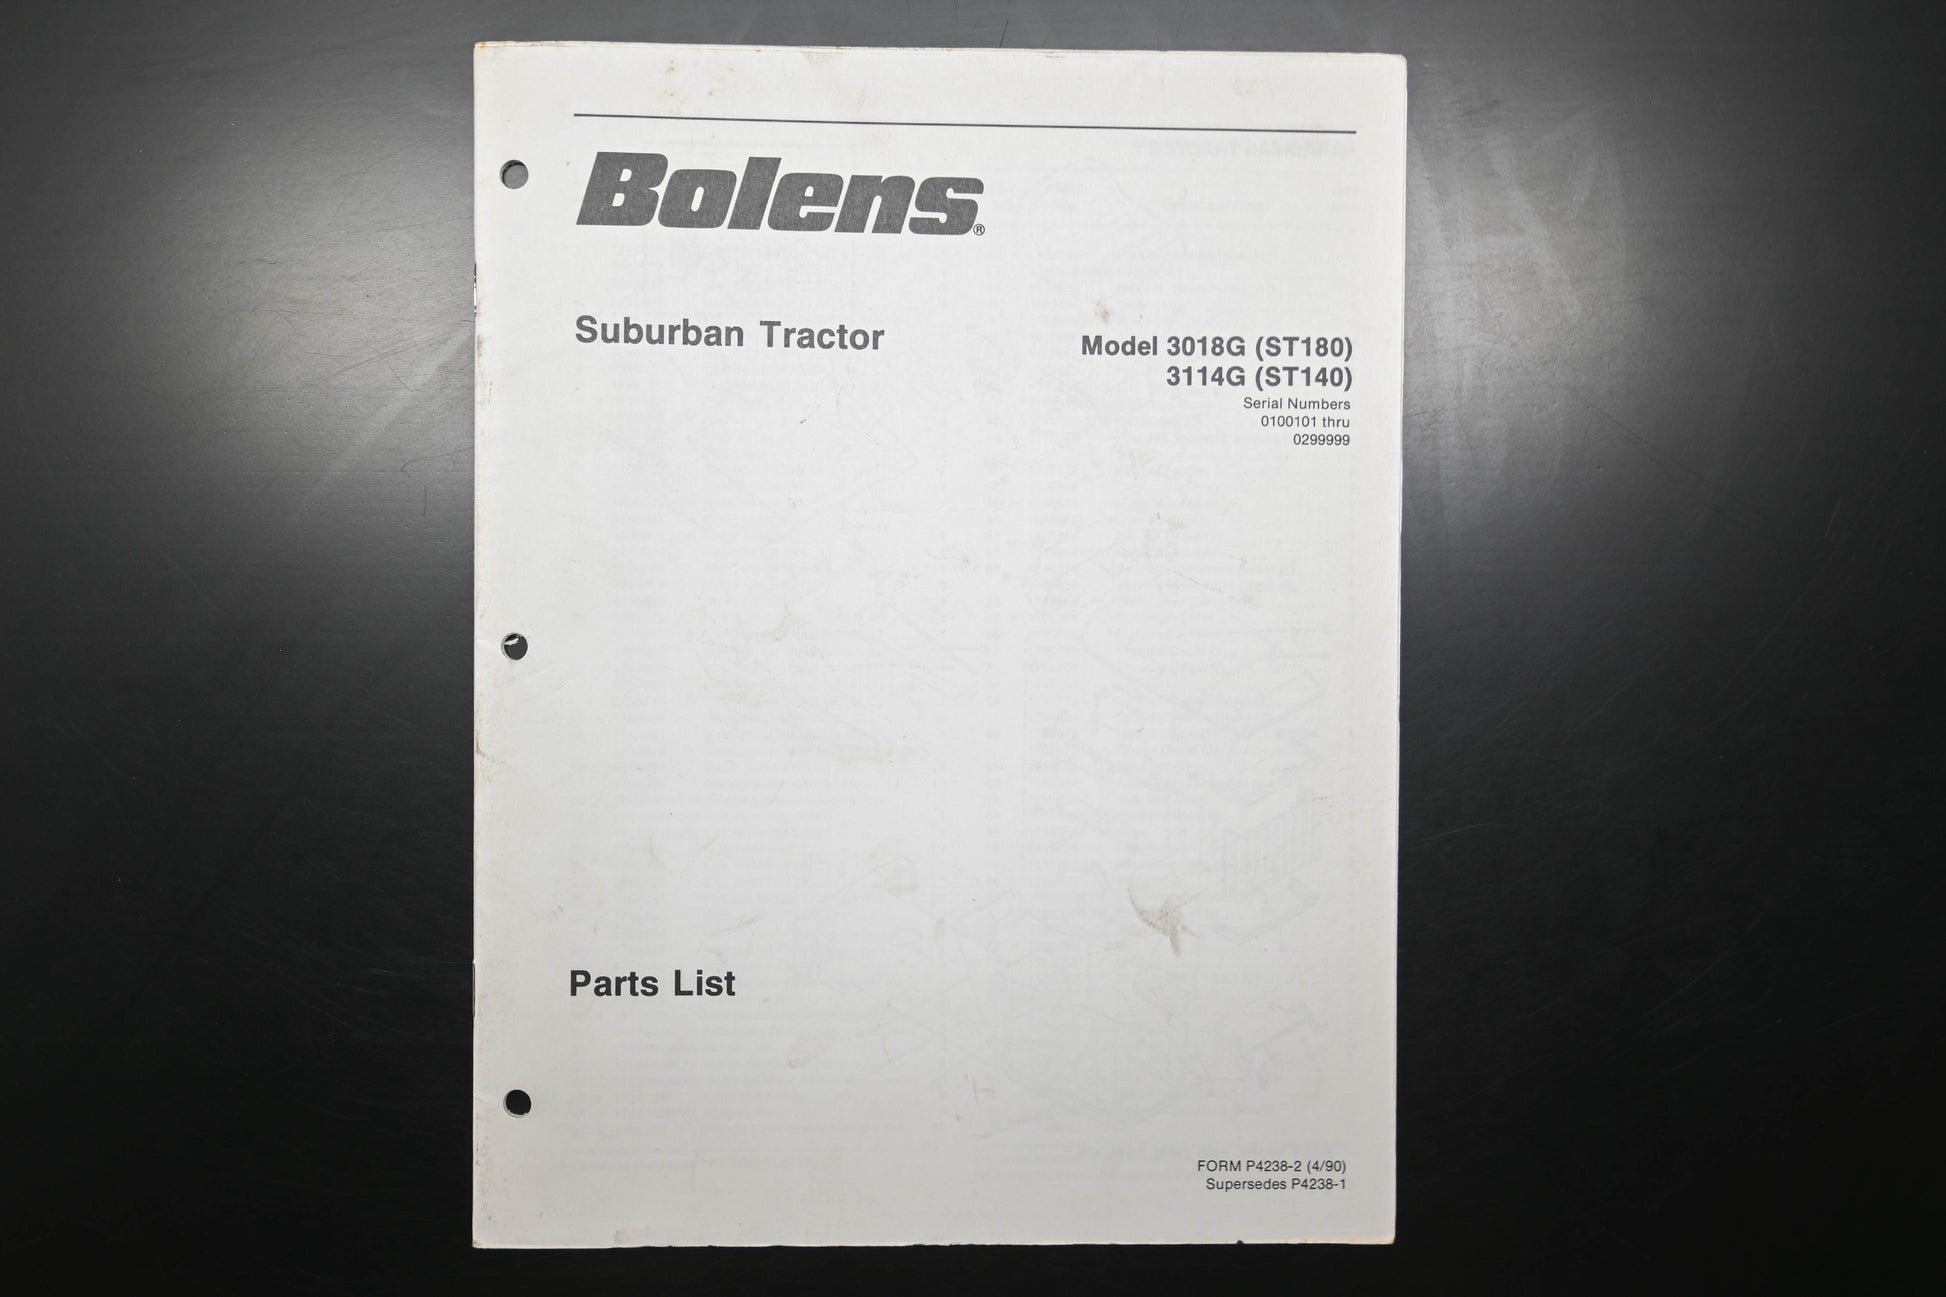 Bolens®
Suburban Tractor
Model 3018G (ST180)
3114G (ST140)
Serial Numbers
0100101 thru
0299999
Parts List
FORM P4238-2 (4/90)
Supersedes P4238-1